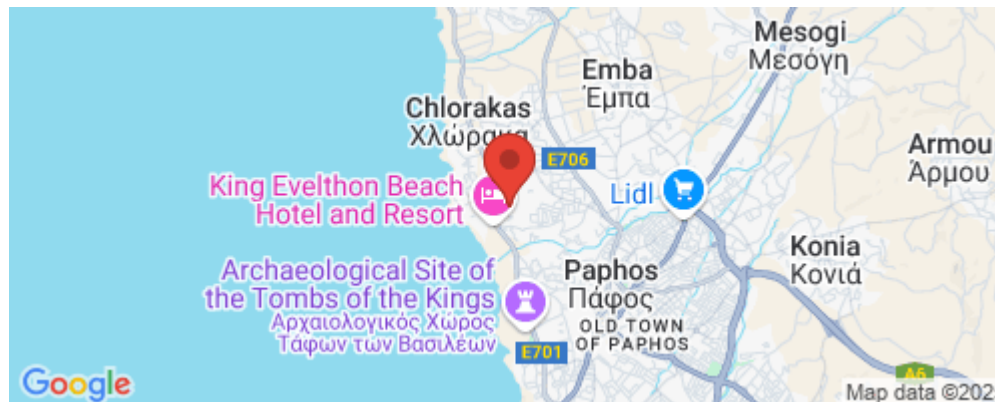 Mesogi
Μεσόγη
Emba
Έμπα
Chlorakas
Χλώρακα
E706
Armou
Άρμου
King Evelthon Beach
Hotel and Resort
Lidl
Konia
Κονιά
Archaeological Site of
the Tombs of the Kings
Αρχαιολογικός Χώρος
Τάφων των Βασιλέων
Paphos
Πάφος
OLD TOWN
OF PAPHOS
E701
A6
Google
Map data ©202